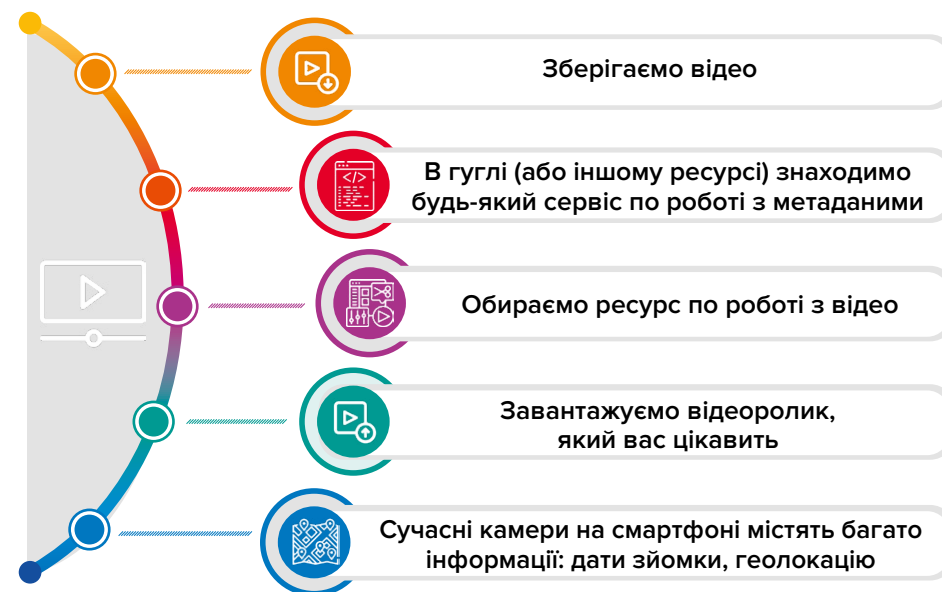 Зберігаємо відео
В гуглі (або іншому ресурсі) знаходимо
будь-який сервіс по роботі з метаданими
Обираємо ресурс по роботі з відео
Завантажуємо відеоролик,
який вас цікавить
Сучасні камери на смартфоні містять багато
інформації: дати зйомки, геолокацію